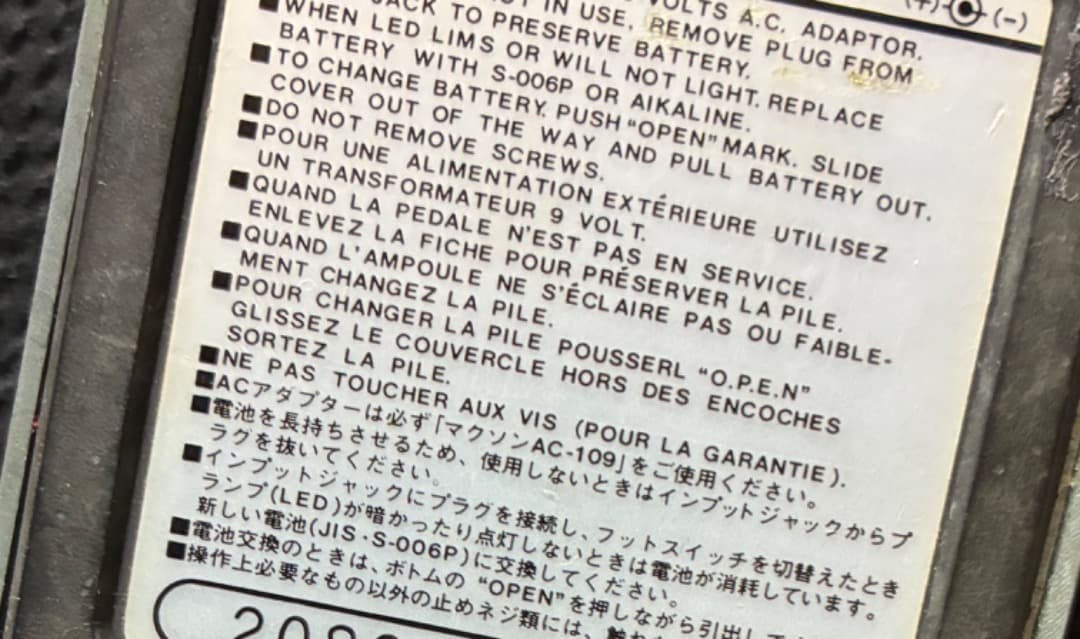 VOLTS A.C. ADAPTOR.
IN USE, REMOVE PLUG FROM
JACK TO PRESERVE BATTERY.
■WHEN LED LIMS OR WILL NOT LIGHT. REPLACE
BATTERY WITH S-006P OR AIKALINE.
■TO CHANGE BATTERY. PUSH "OPEN" MARK. SLIDE
COVER OUT OF THE WAY AND PULL BATTERY OUT.
■DO NOT REMOVE SCREWS.
■POUR UNE ALIMENTATION EXTÉRIEURE UTILISEZ
UN TRANSFORMATEUR 9 VOLT.
■QUAND LA PEDALE N'EST PAS EN SERVICE.
ENLEVEZ LA FICHE POUR PRÉSERVER LA PILE.
■QUAND L'AMPOULE NE S'ÉCLAIRE PAS OU FAIBLE-
MENT CHANGEZ LA PILE.
■POUR CHANGER LA PILE POUSSERL "O.P.E.N"
GLISSEZ LE COUVERCLE HORS DES ENCOCHES
SORTEZ LA PILE.
■NE PAS TOUCHER AUX VIS (POUR LA GARANTIE).
■ACアダプターは必ず「マクソンAC-109」をご使用ください。
■電池を長持ちさせるため、使用しないときはインプットジャックからプ
ラグを抜いてください。
■インプットジャックにプラグを接続し、フットスイッチを切替えたとき
ランプ(LED)が暗かったり点灯しないときは電池が消耗しています。
新しい電池(JIS・S-006P)に交換してください。
■電池交換のときは、ボトムの "OPEN"を押しながら引出して
■操作上必要なもの以外の止めネジ類には、
(+) (-)